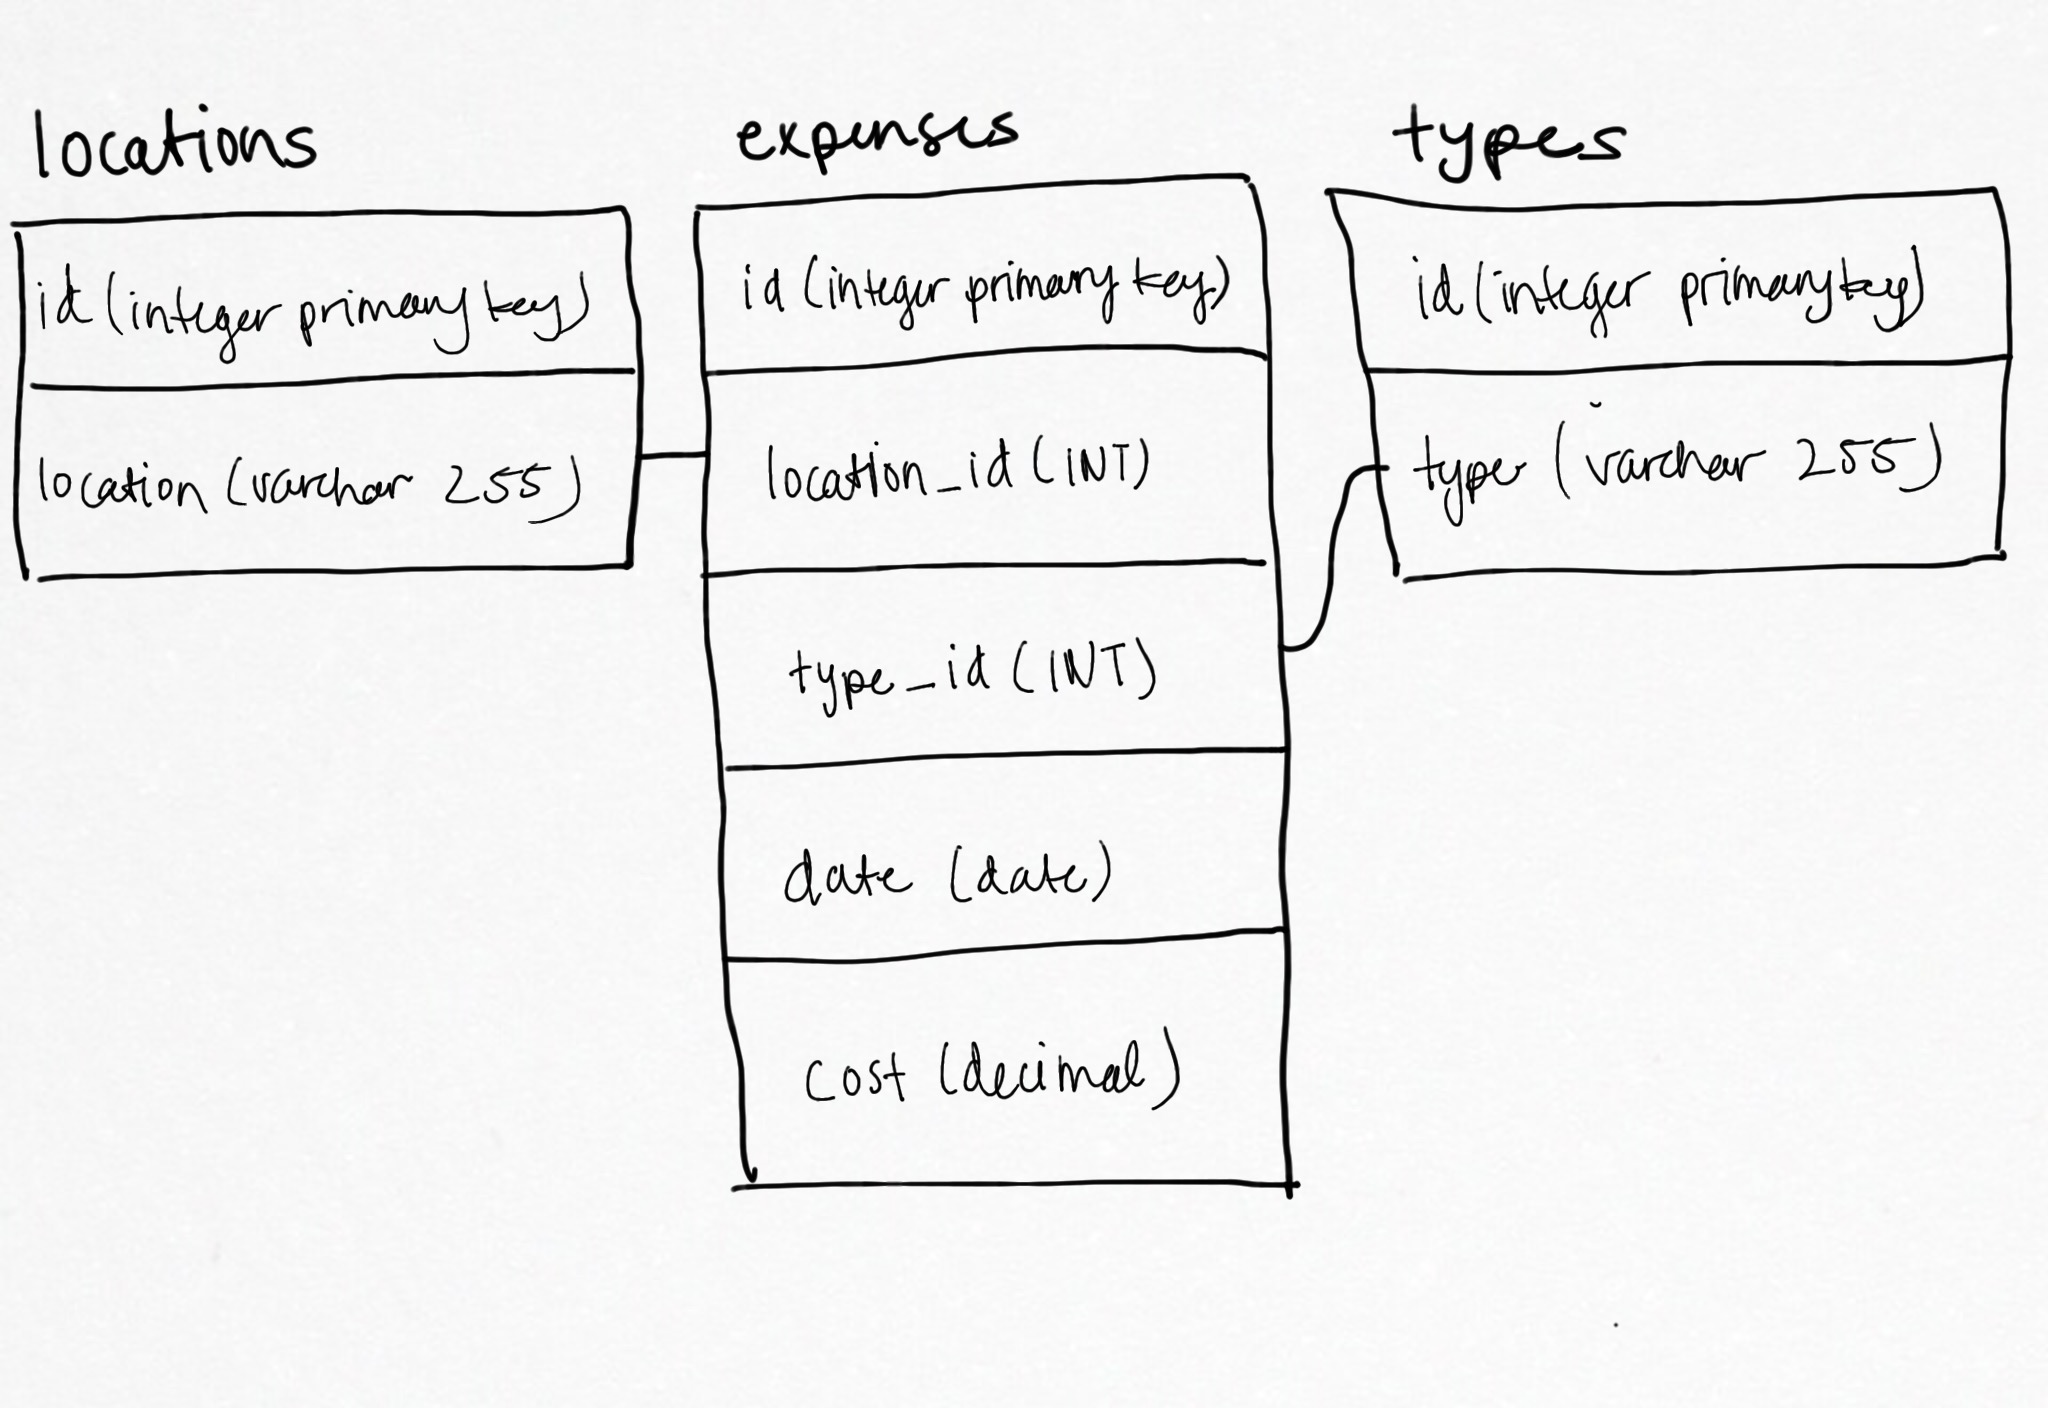 locations
id (integer primary key)
location (varchar 255)
expenses
id (integer primary key)
location_id (INT)
type_id (INT)
date (date)
cost (decimal)
types
id (integer primary key)
type (varchar 255)